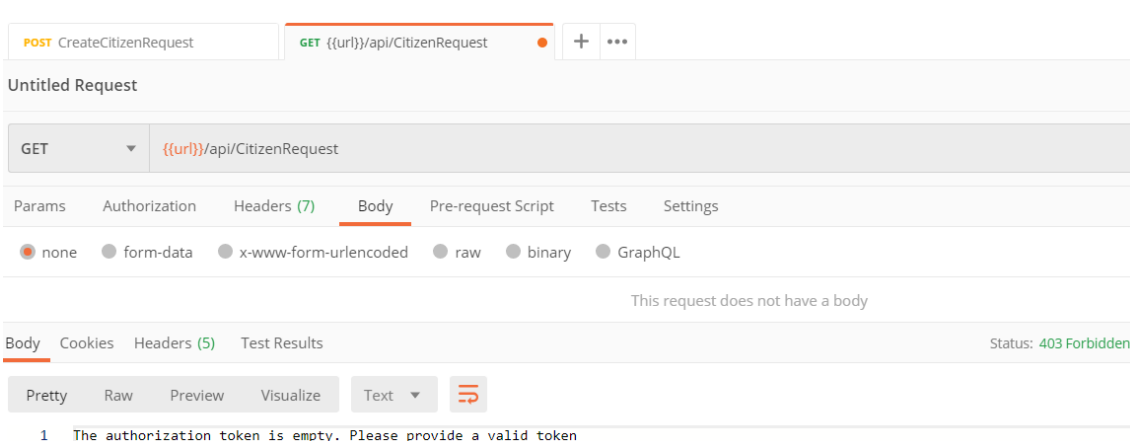 POST CreateCitizenRequest
GET {{url}}/api/CitizenRequest
Untitled Request
GET {{url}}/api/CitizenRequest
Params Authorization Headers (7) Body Pre-request Script Tests Settings
none form-data x-www-form-urlencoded raw binary GraphQL
This request does not have a body
Body Cookies Headers (5) Test Results Status: 403 Forbidden
Pretty Raw Preview Visualize Text
1 The authorization token is empty. Please provide a valid token